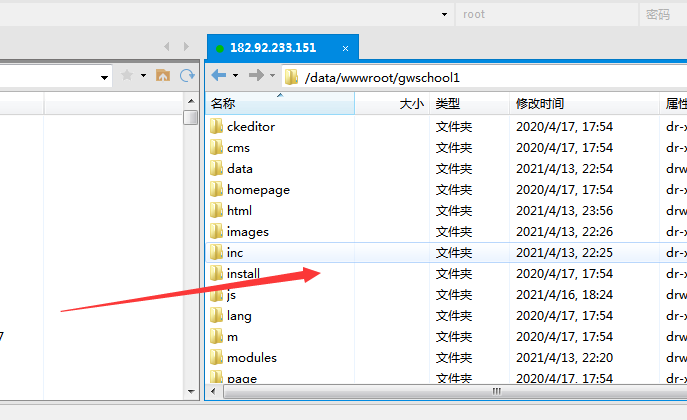 root 密码
182.92.233.151 ×
/data/wwwroot/gwschool1
名称 大小 类型 修改时间
ckeditor 文件夹 2020/4/17, 17:54 dr-x
cms 文件夹 2020/4/17, 17:54 dr-x
data 文件夹 2021/4/13, 22:54 drw
homepage 文件夹 2020/4/17, 17:54 dr-x
html 文件夹 2021/4/13, 23:56 drw
images 文件夹 2021/4/13, 22:26 dr-x
inc 文件夹 2021/4/13, 22:25 dr-x
install 文件夹 2020/4/17, 17:54 dr-x
js 文件夹 2021/4/16, 18:24 drw
lang 文件夹 2020/4/17, 17:54 dr-x
7 m 文件夹 2020/4/17, 17:54 drw
modules 文件夹 2021/4/13, 22:20 drw
page 文件夹 2020/4/17, 17:54 dr-x